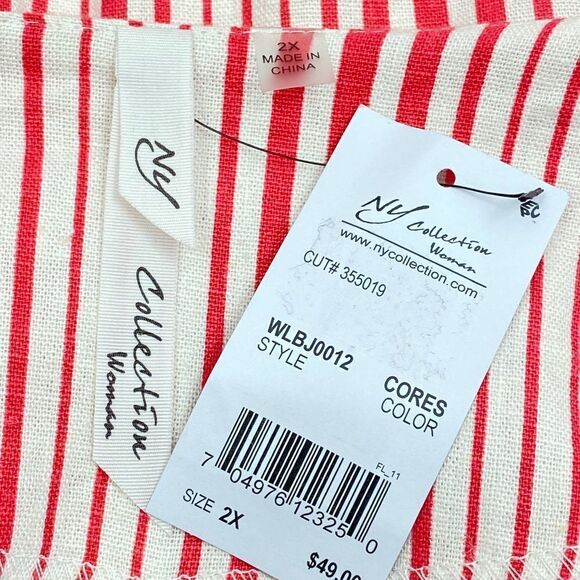 NY
Collection
Woman
2X
MADE IN
CHINA
NY Collection
Woman
www.nycollection.com
CUT# 355019
WLBJ0012
STYLE
CORES
COLOR
FL_11
7 04976 12325 0
SIZE 2X